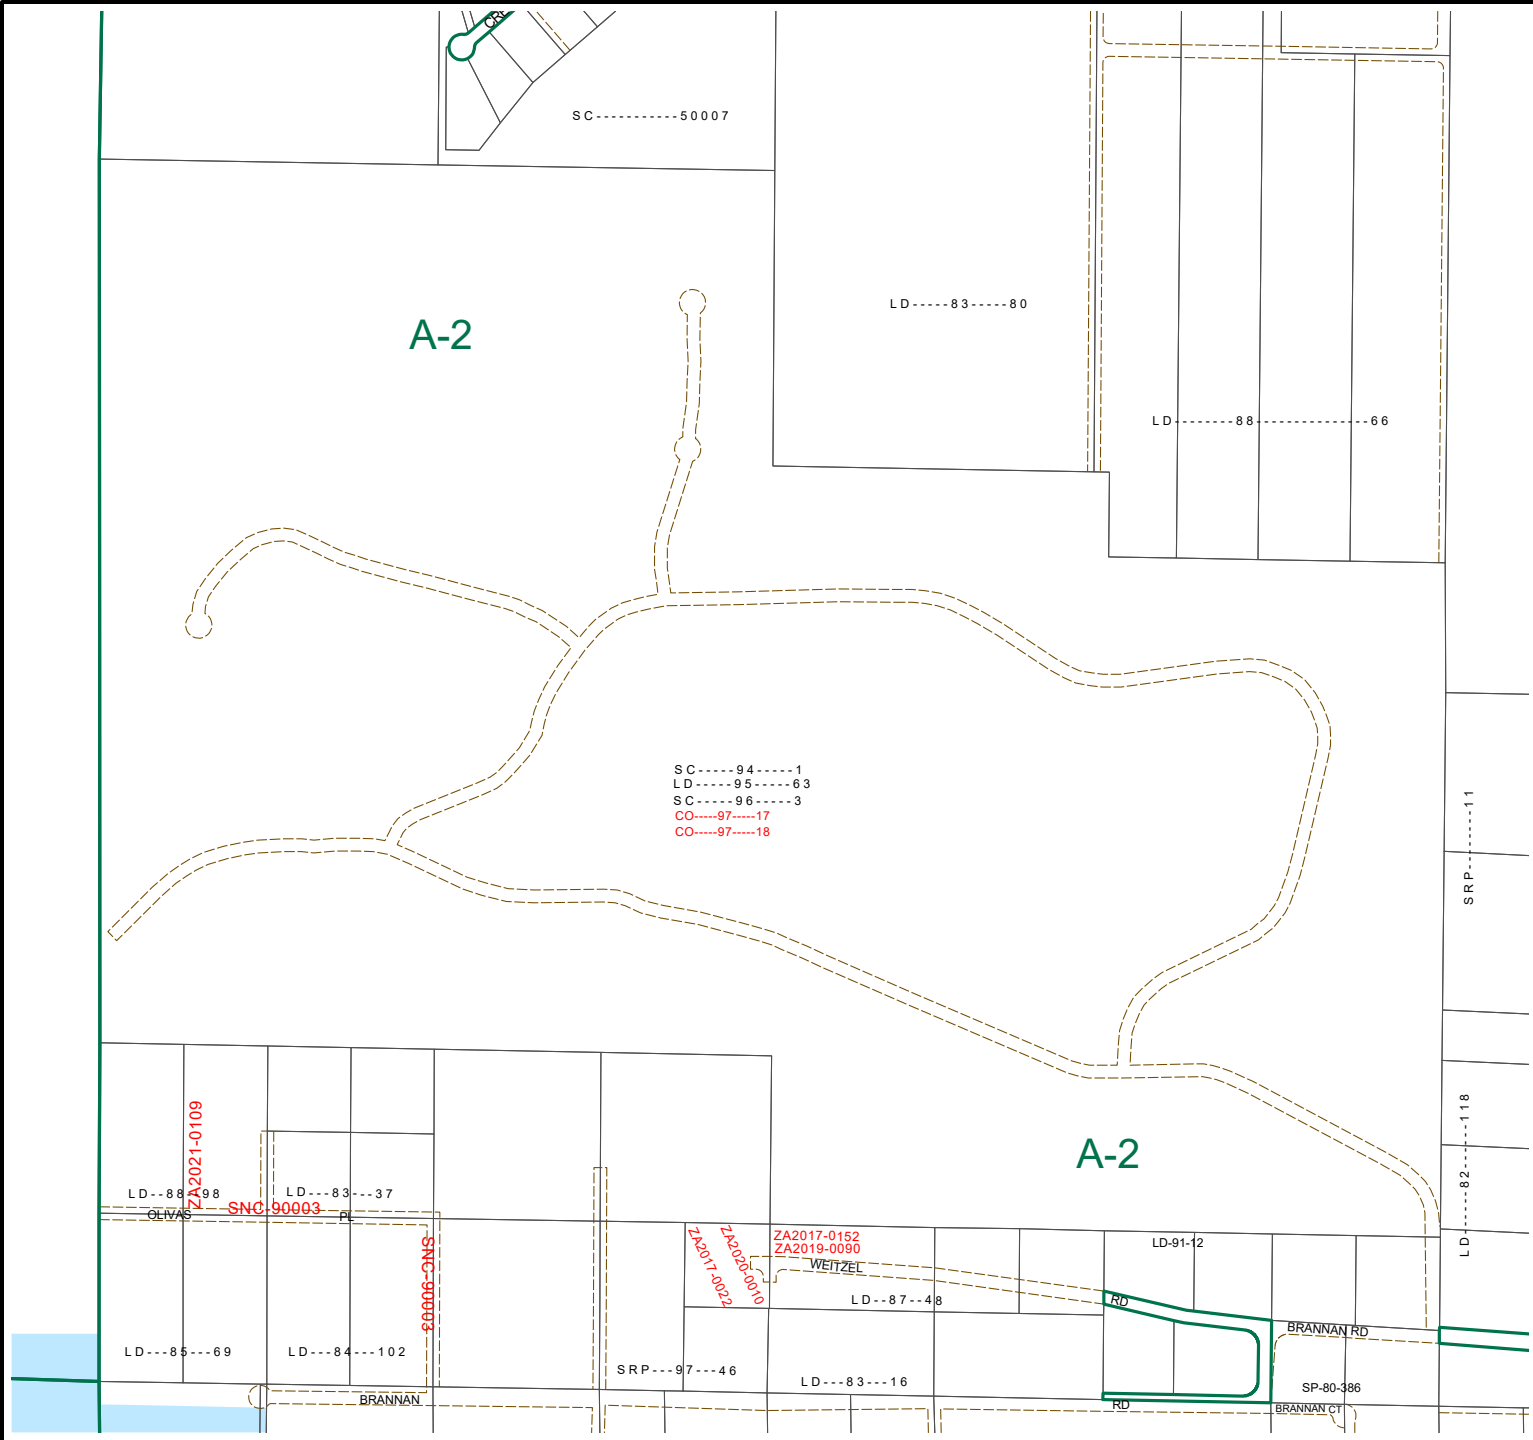 SC-----------50007
A-2
LD-----83-----80
LD--------88---------------66
SC-----94-----1
LD-----95-----63
SC-----96-----3
CO-----97-----17
CO-----97-----18
SRP--------11
ZA2021-0109
LD---82-----118
LD--88--98
LD---83---37
SNC-90003
OLIVAS
PL
A-2
SNC-90003
ZA2017-0022
ZA2020-0010
ZA2017-0152
ZA2019-0090
WEITZEL
LD-91-12
LD--87--48
RD
BRANNAN RD
LD---85---69
LD---84---102
SRP---97---46
LD---83---16
SP-80-386
BRANNAN
RD
BRANNAN CT